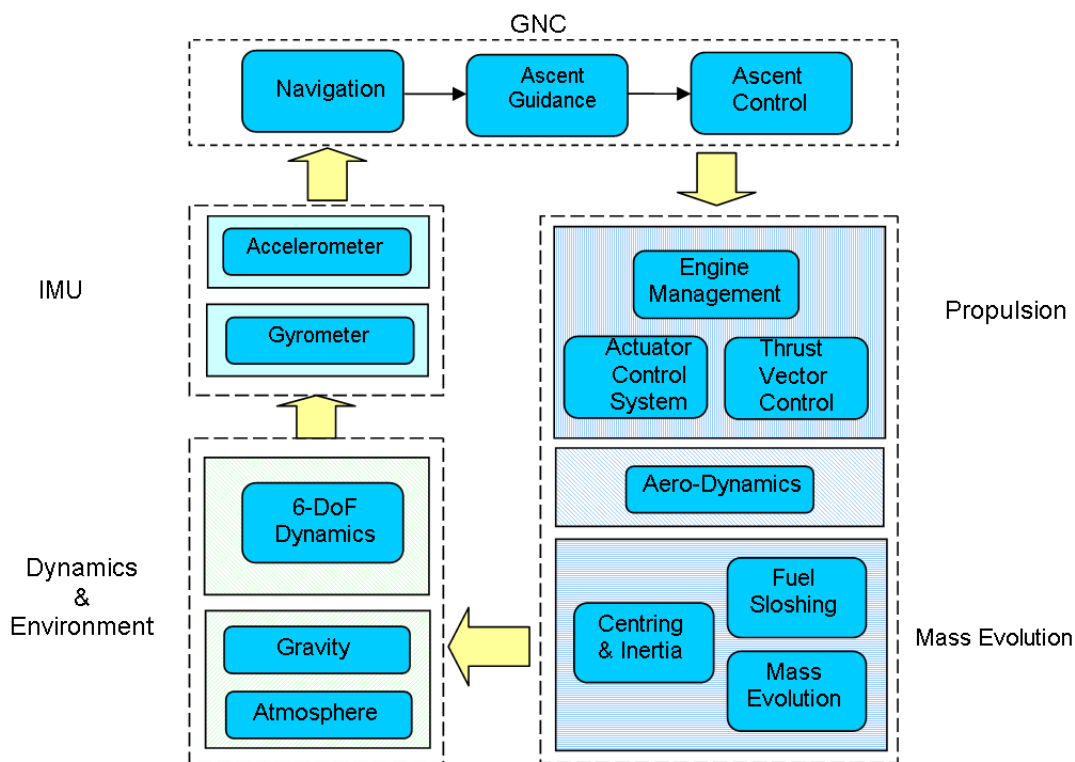 GNC
Navigation
Ascent
Guidance
Ascent
Control
IMU
Accelerometer
Gyrometer
Propulsion
Engine
Management
Actuator
Control
System
Thrust
Vector
Control
Aero-Dynamics
Dynamics
&
Environment
6-DoF
Dynamics
Gravity
Atmosphere
Mass Evolution
Fuel
Sloshing
Centring
& Inertia
Mass
Evolution